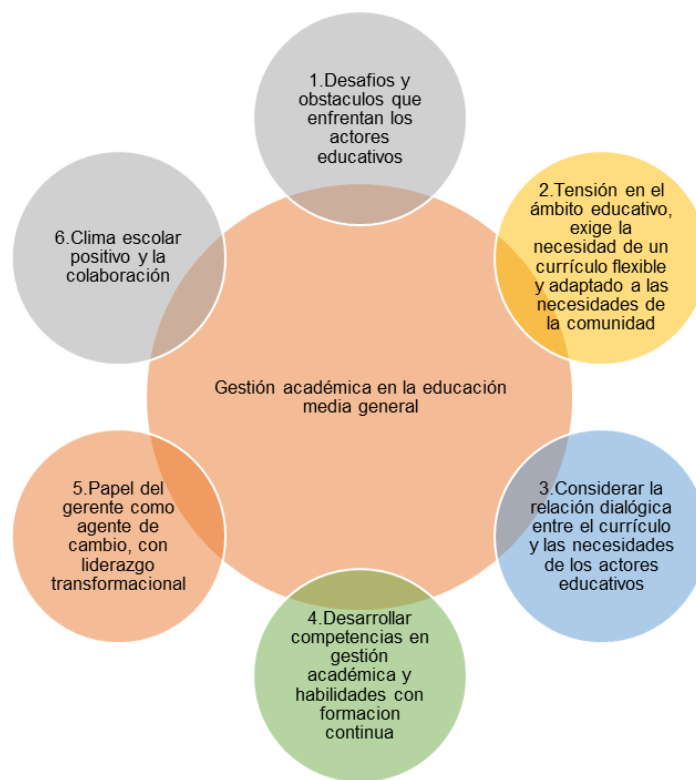 1.Desafios y
obstaculos que
enfrentan los
actores
educativos
2.Tensión en el
ámbito educativo,
exige la
necesidad de un
currículo flexible
y adaptado a las
necesidades de
la comunidad
3.Considerar la
relación dialógica
entre el currículo
y las necesidades
de los actores
educativos
4.Desarrollar
competencias en
gestión
académica y
habilidades con
formacion
continua
5.Papel del
gerente como
agente de
cambio, con
liderazgo
transformacional
6.Clima escolar
positivo y la
colaboración
Gestión académica en la educación
media general